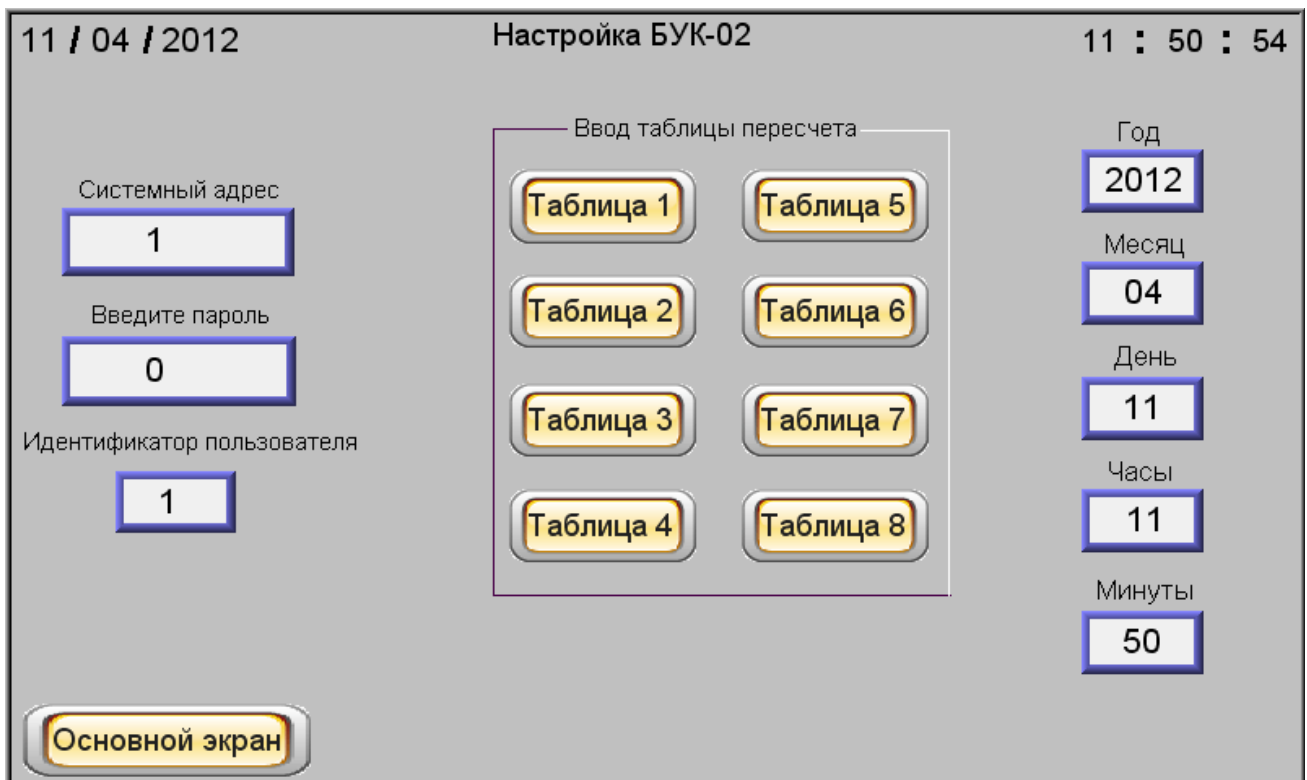 11 / 04 / 2012
Настройка БУК-02
11 : 50 : 54
Системный адрес
1
Введите пароль
0
Идентификатор пользователя
1
Ввод таблицы пересчета
Таблица 1
Таблица 5
Таблица 2
Таблица 6
Таблица 3
Таблица 7
Таблица 4
Таблица 8
Год
2012
Месяц
04
День
11
Часы
11
Минуты
50
Основной экран